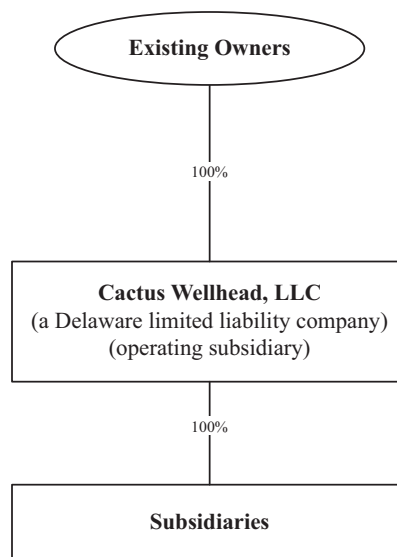 Existing Owners
100%
Cactus Wellhead, LLC
(a Delaware limited liability company)
(operating subsidiary)
100%
Subsidiaries